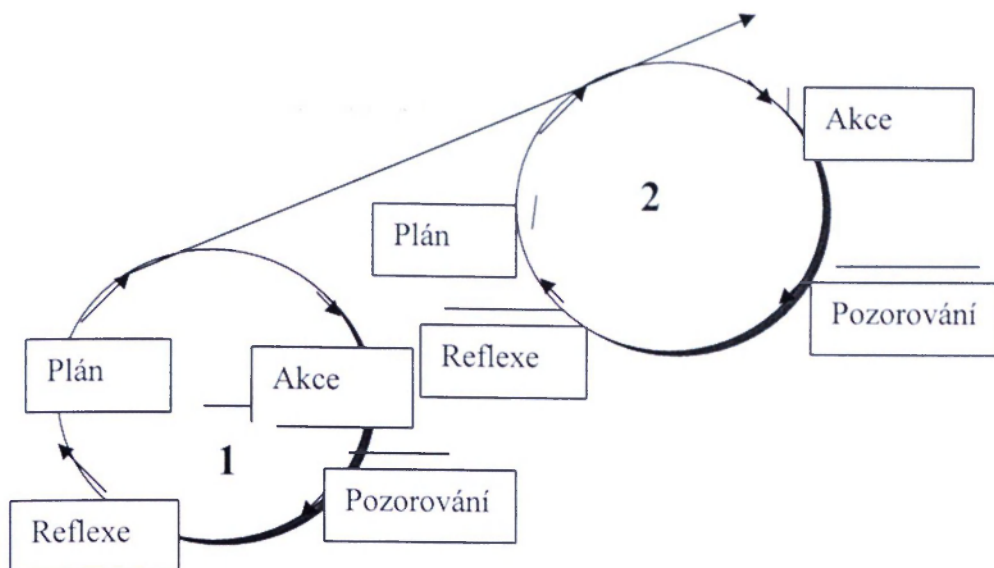 Akce
2
Plán
Pozorování
Reflexe
Plán
Akce
1
Pozorování
Reflexe